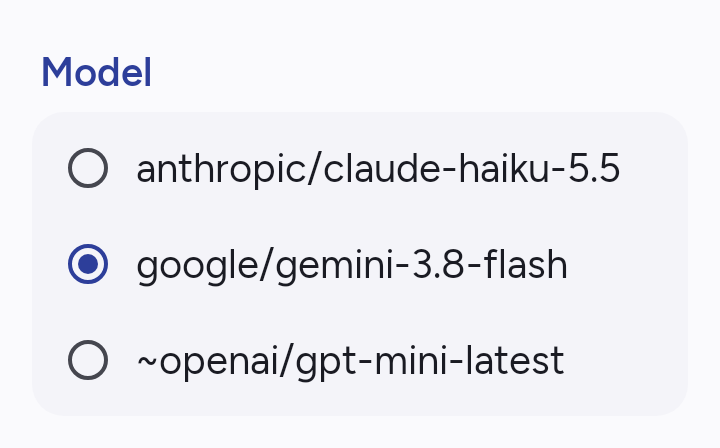 Model
anthropic/claude-haiku-5.5
google/gemini-3.8-flash
~openai/gpt-mini-latest